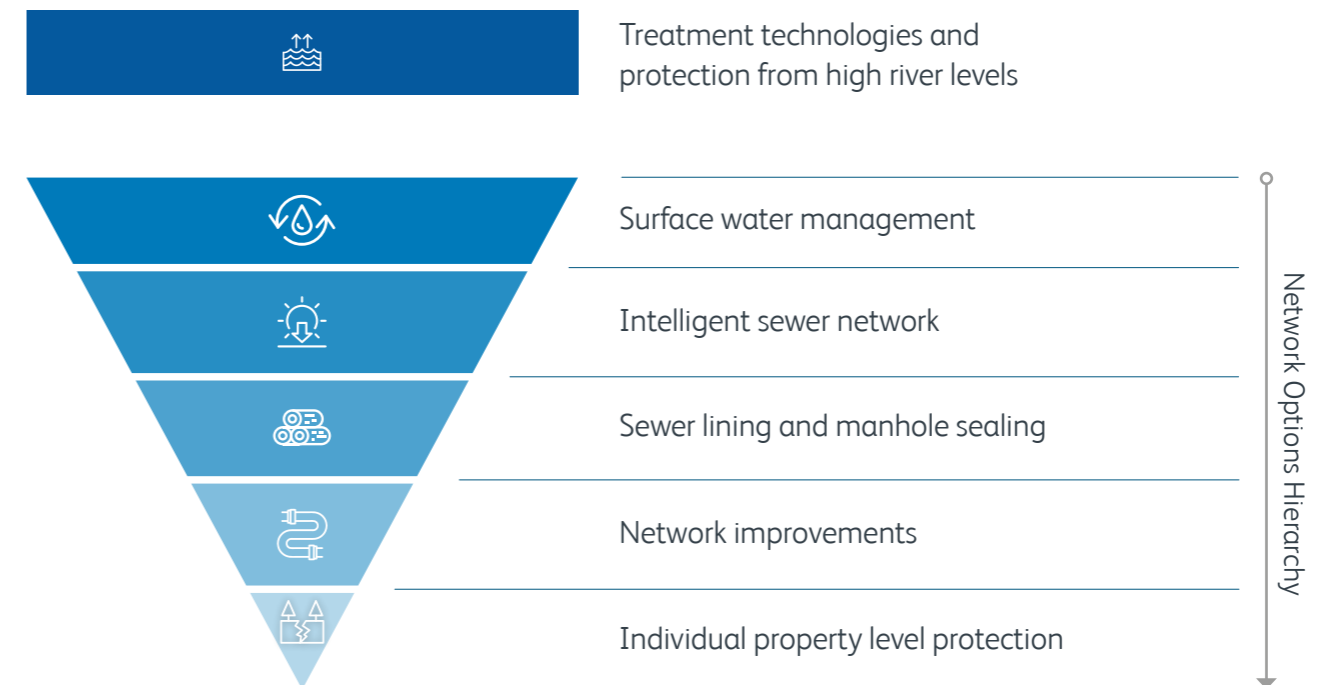 Treatment technologies and
protection from high river levels
Surface water management
Intelligent sewer network
Sewer lining and manhole sealing
Network improvements
Individual property level protection
Network Options Hierarchy